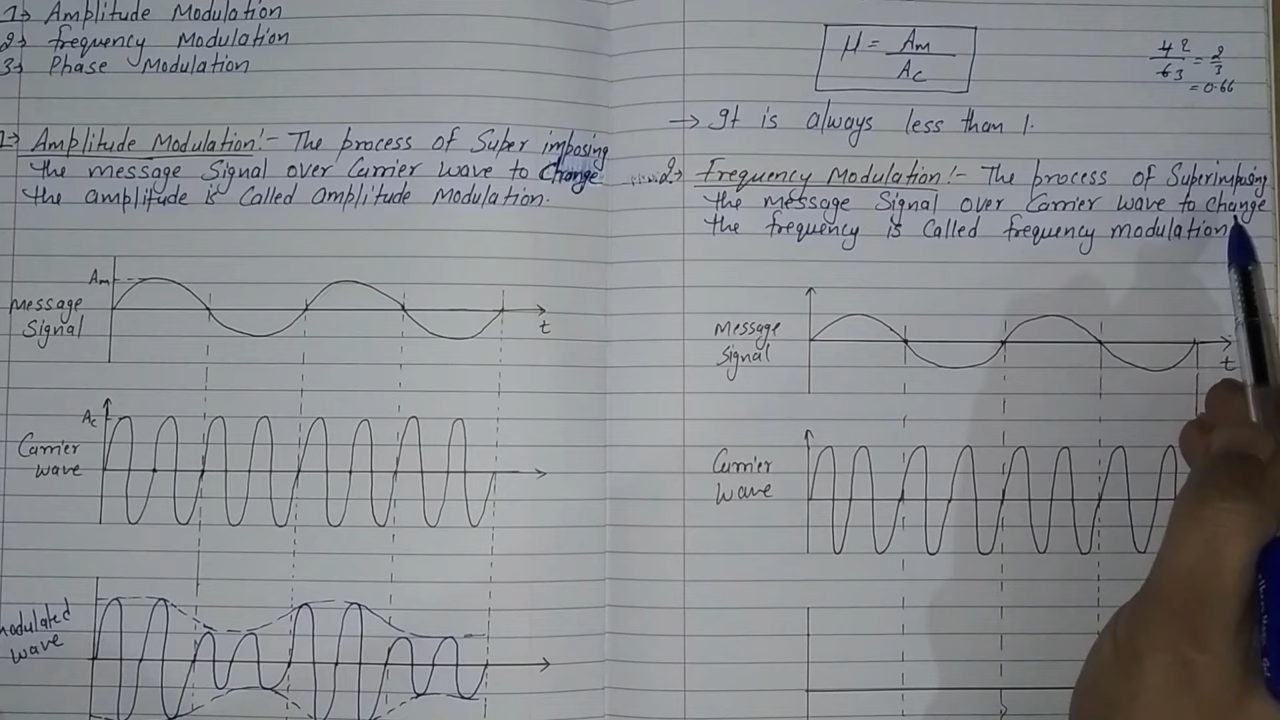 1→ Amplitude Modulation
2→ frequency Modulation
3→ Phase Modulation
1→ Amplitude Modulation!- The process of Super imposing
the message Signal over Carrier wave to Change
the amplitude is Called amplitude Modulation.
Am
Message
Signal
t
Ac
Carrier
wave
modulated
wave
μ = Am
Ac
4 2
6 3
= 2
3
= 0.66
→ It is always less than 1.
2→ Frequency Modulation!- The process of Superimposing
the message Signal over Carrier wave to change
the frequency is Called frequency modulation
Message
Signal
t
Carrier
wave